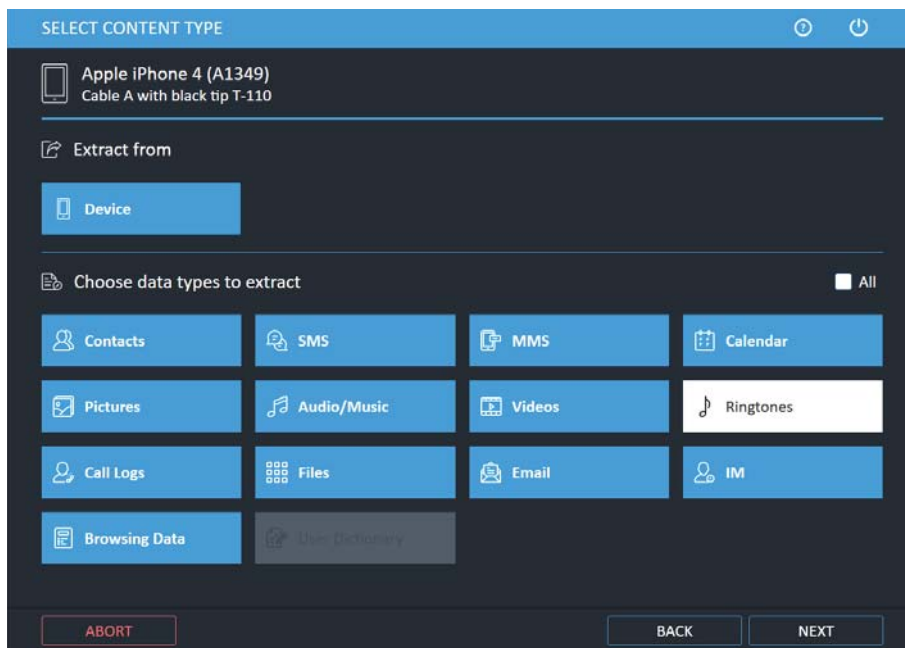 SELECT CONTENT TYPE
Apple iPhone 4 (A1349)
Cable A with black tip T-110
Extract from
Device
Choose data types to extract
All
Contacts
SMS
MMS
Calendar
Pictures
Audio/Music
Videos
Ringtones
Call Logs
Files
Email
IM
Browsing Data
User Dictionary
ABORT
BACK
NEXT